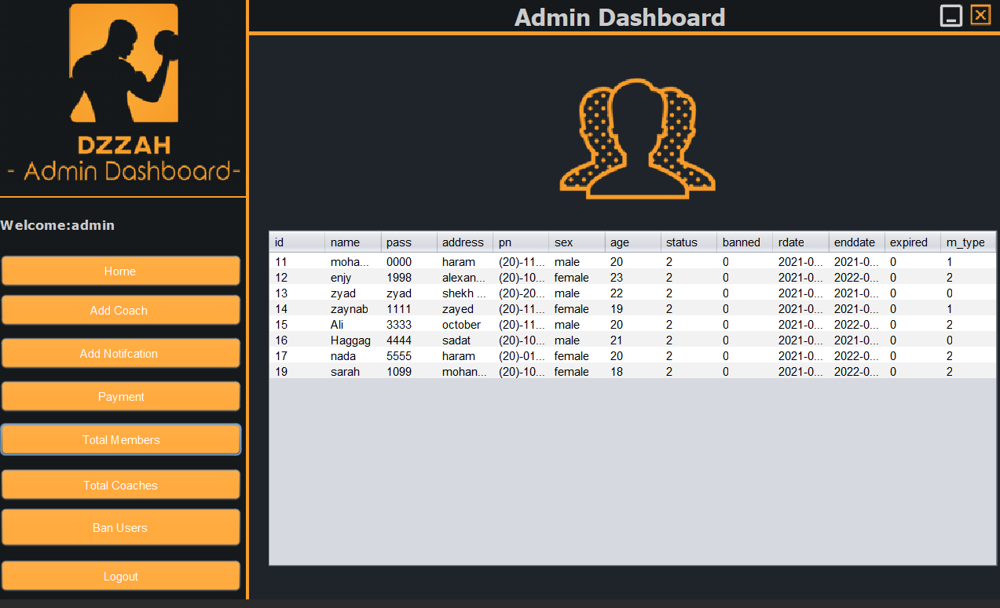 DZZAH
- Admin Dashboard-
Welcome:admin
Home
Add Coach
Add Notifcation
Payment
Total Members
Total Coaches
Ban Users
Logout
Admin Dashboard
id name pass address pn sex age status banned rdate enddate expired m_type
11 moha... 0000 haram (20)-11... male 20 2 0 2021-0... 2021-0... 0 1
12 enjy 1998 alexan... (20)-10... female 23 2 0 2021-0... 2022-0... 0 2
13 zyad zyad shekh ... (20)-20... male 22 2 0 2021-0... 2021-0... 0 0
14 zaynab 1111 zayed (20)-11... female 19 2 0 2021-0... 2021-0... 0 1
15 Ali 3333 october (20)-11... male 20 2 0 2021-0... 2022-0... 0 2
16 Haggag 4444 sadat (20)-10... male 21 2 0 2021-0... 2021-0... 0 0
17 nada 5555 haram (20)-01... female 20 2 0 2021-0... 2022-0... 0 2
19 sarah 1099 mohan... (20)-10... female 18 2 0 2021-0... 2022-0... 0 2